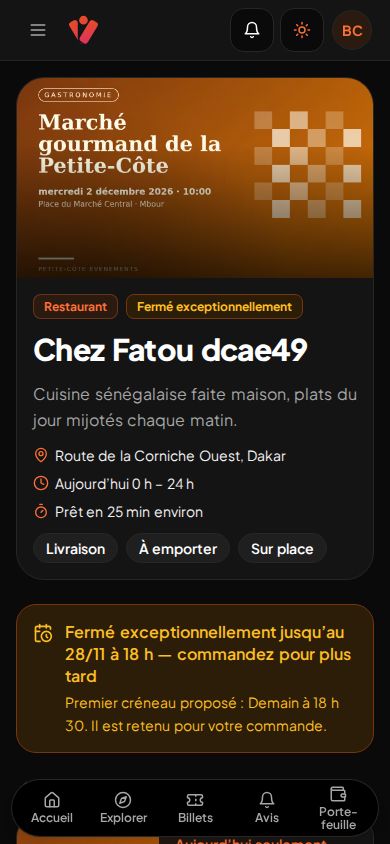 BC
GASTRONOMIE
Marché
gourmand de la
Petite-Côte
mercredi 2 décembre 2026 · 10:00
Place du Marché Central · Mbour
PETITE-CÔTE ÉVÉNEMENTS
Restaurant
Fermé exceptionnellement
Chez Fatou dcae49
Cuisine sénégalaise faite maison, plats du
jour mijotés chaque matin.
Route de la Corniche Ouest, Dakar
Aujourd’hui 0 h – 24 h
Prêt en 25 min environ
Livraison
À emporter
Sur place
Fermé exceptionnellement jusqu’au
28/11 à 18 h — commandez pour plus
tard
Premier créneau proposé : Demain à 18 h
30. Il est retenu pour votre commande.
Aujourd’hui seulement
Accueil
Explorer
Billets
Avis
Porte-
feuille